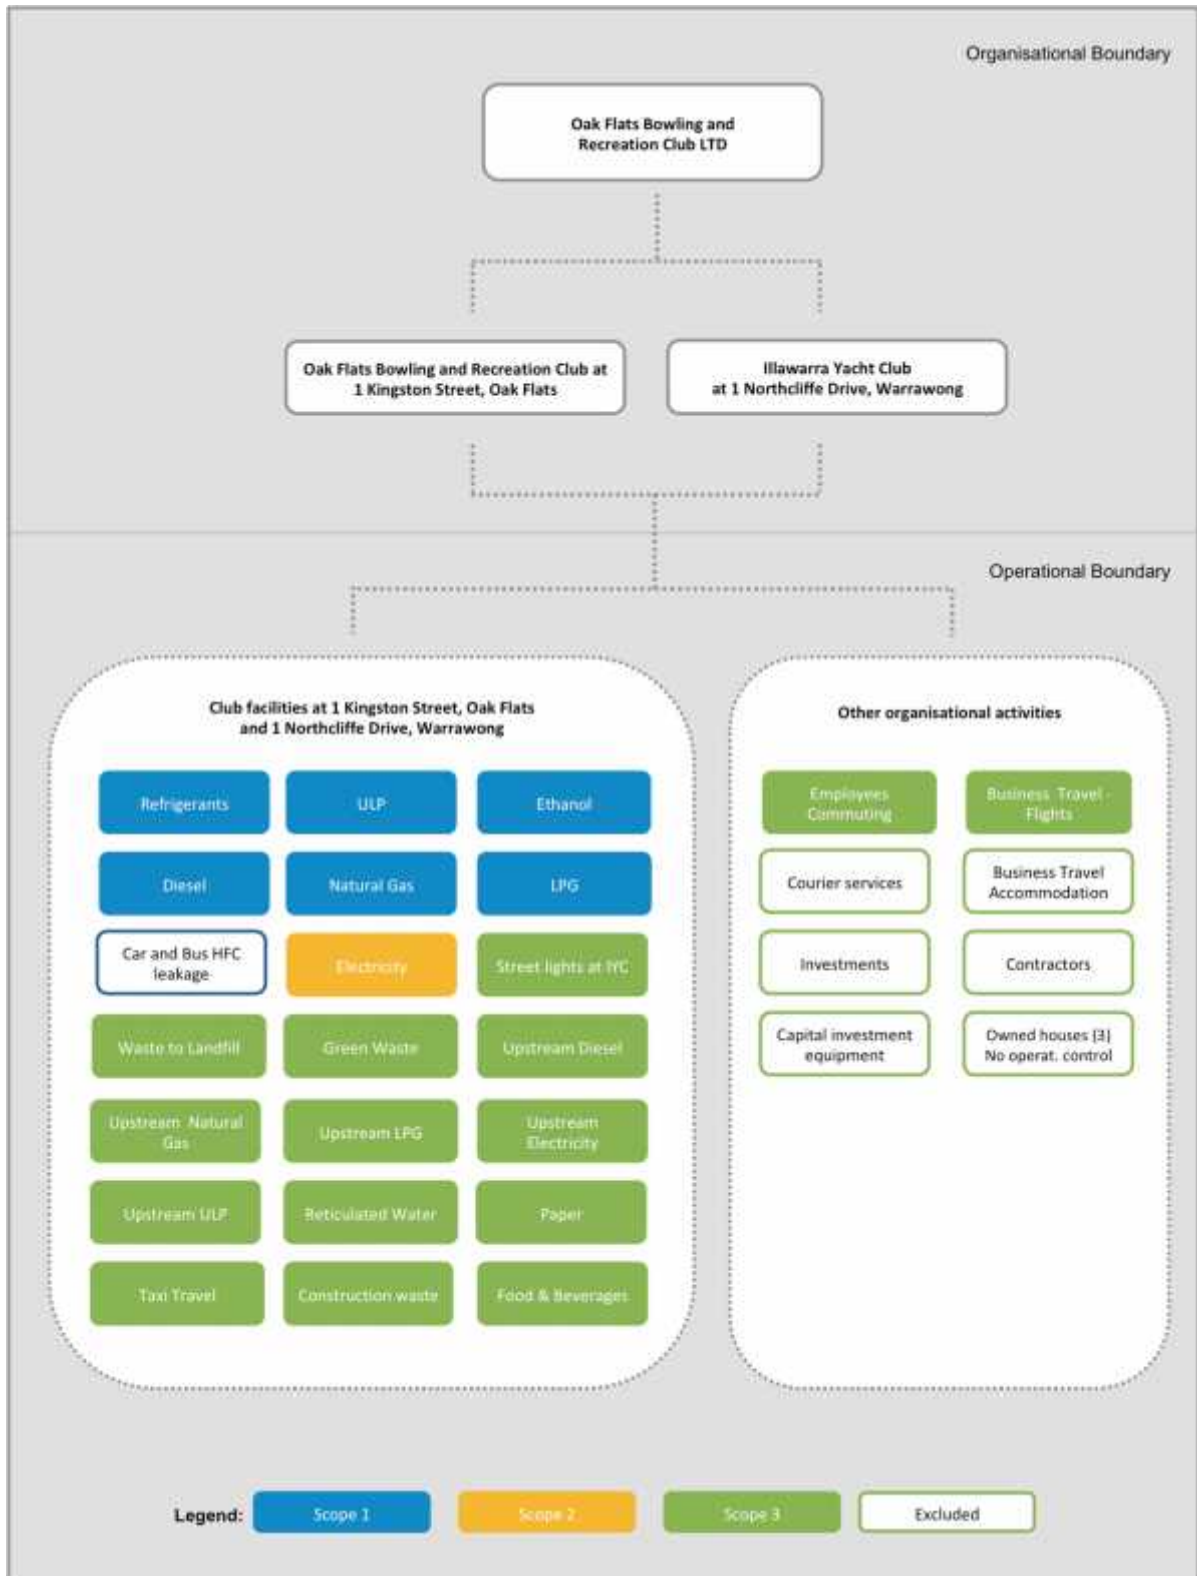 Organisational Boundary
Oak Flats Bowling and
Recreation Club LTD
Oak Flats Bowling and Recreation Club at
1 Kingston Street, Oak Flats
Illawarra Yacht Club
at 1 Northcliffe Drive, Warrawong
Operational Boundary
Club facilities at 1 Kingston Street, Oak Flats
and 1 Northcliffe Drive, Warrawong
Refrigerants
ULP
Ethanol
Diesel
Natural Gas
LPG
Car and Bus HFC
leakage
Electricity
Street lights at IYC
Waste to Landfill
Green Waste
Upstream Diesel
Upstream Natural
Gas
Upstream LPG
Upstream
Electricity
Upstream ULP
Reticulated Water
Paper
Taxi Travel
Construction waste
Food & Beverages
Other organisational activities
Employees
Commuting
Business Travel -
Flights
Courier services
Business Travel
Accommodation
Investments
Contractors
Capital investment
equipment
Owned houses (3)
No operat. control
Legend:
Scope 1
Scope 2
Scope 3
Excluded